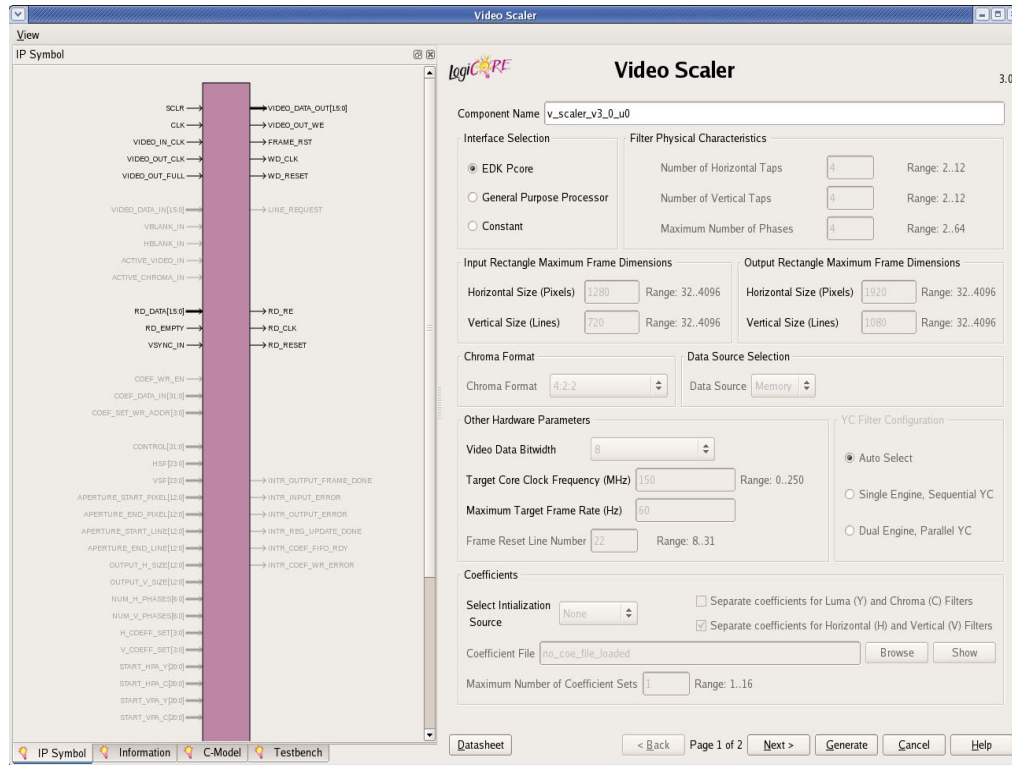 Video Scaler
View
IP Symbol
SCLR
CLK
VIDEO_IN_CLK
VIDEO_OUT_CLK
VIDEO_OUT_FULL
VIDEO_DATA_OUT[15:0]
VIDEO_OUT_WE
FRAME_RST
WD_CLK
WD_RESET
VIDEO_DATA_IN[15:0]
VBLANK_IN
HBLANK_IN
ACTIVE_VIDEO_IN
ACTIVE_CHROMA_IN
LINE_REQUEST
RD_DATA[15:0]
RD_EMPTY
VSYNC_IN
RD_RE
RD_CLK
RD_RESET
COEF_WR_EN
COEF_DATA_IN[31:0]
COEF_SET_WR_ADDR[3:0]
CONTROL[31:0]
HSF[23:0]
VSF[23:0]
APERTURE_START_PIXEL[12:0]
APERTURE_END_PIXEL[12:0]
APERTURE_START_LINE[12:0]
APERTURE_END_LINE[12:0]
OUTPUT_H_SIZE[12:0]
OUTPUT_V_SIZE[12:0]
NUM_H_PHASES[6:0]
NUM_V_PHASES[6:0]
H_COEFF_SET[3:0]
V_COEFF_SET[3:0]
START_HPA_Y[20:0]
START_HPA_C[20:0]
START_VPA_Y[20:0]
START_VPA_C[20:0]
INTR_OUTPUT_FRAME_DONE
INTR_INPUT_ERROR
INTR_OUTPUT_ERROR
INTR_REG_UPDATE_DONE
INTR_COEF_FIFO_RDY
INTR_COEF_WR_ERROR
IP Symbol Information C-Model Testbench
LogiCORE
Video Scaler
3.0
Component Name v_scaler_v3_0_u0
Interface Selection
EDK Pcore
General Purpose Processor
Constant
Filter Physical Characteristics
Number of Horizontal Taps 4 Range: 2..12
Number of Vertical Taps 4 Range: 2..12
Maximum Number of Phases 4 Range: 2..64
Input Rectangle Maximum Frame Dimensions
Horizontal Size (Pixels) 1280 Range: 32..4096
Vertical Size (Lines) 720 Range: 32..4096
Output Rectangle Maximum Frame Dimensions
Horizontal Size (Pixels) 1920 Range: 32..4096
Vertical Size (Lines) 1080 Range: 32..4096
Chroma Format
Chroma Format 4:2:2
Data Source Selection
Data Source Memory
Other Hardware Parameters
Video Data Bitwidth 8
Target Core Clock Frequency (MHz) 150 Range: 0..250
Maximum Target Frame Rate (Hz) 60
Frame Reset Line Number 22 Range: 8..31
YC Filter Configuration
Auto Select
Single Engine, Sequential YC
Dual Engine, Parallel YC
Coefficients
Select Intialization
Source
None
Separate coefficients for Luma (Y) and Chroma (C) Filters
Separate coefficients for Horizontal (H) and Vertical (V) Filters
Coefficient File no_coe_file_loaded Browse Show
Maximum Number of Coefficient Sets 1 Range: 1..16
Datasheet < Back Page 1 of 2 Next > Generate Cancel Help